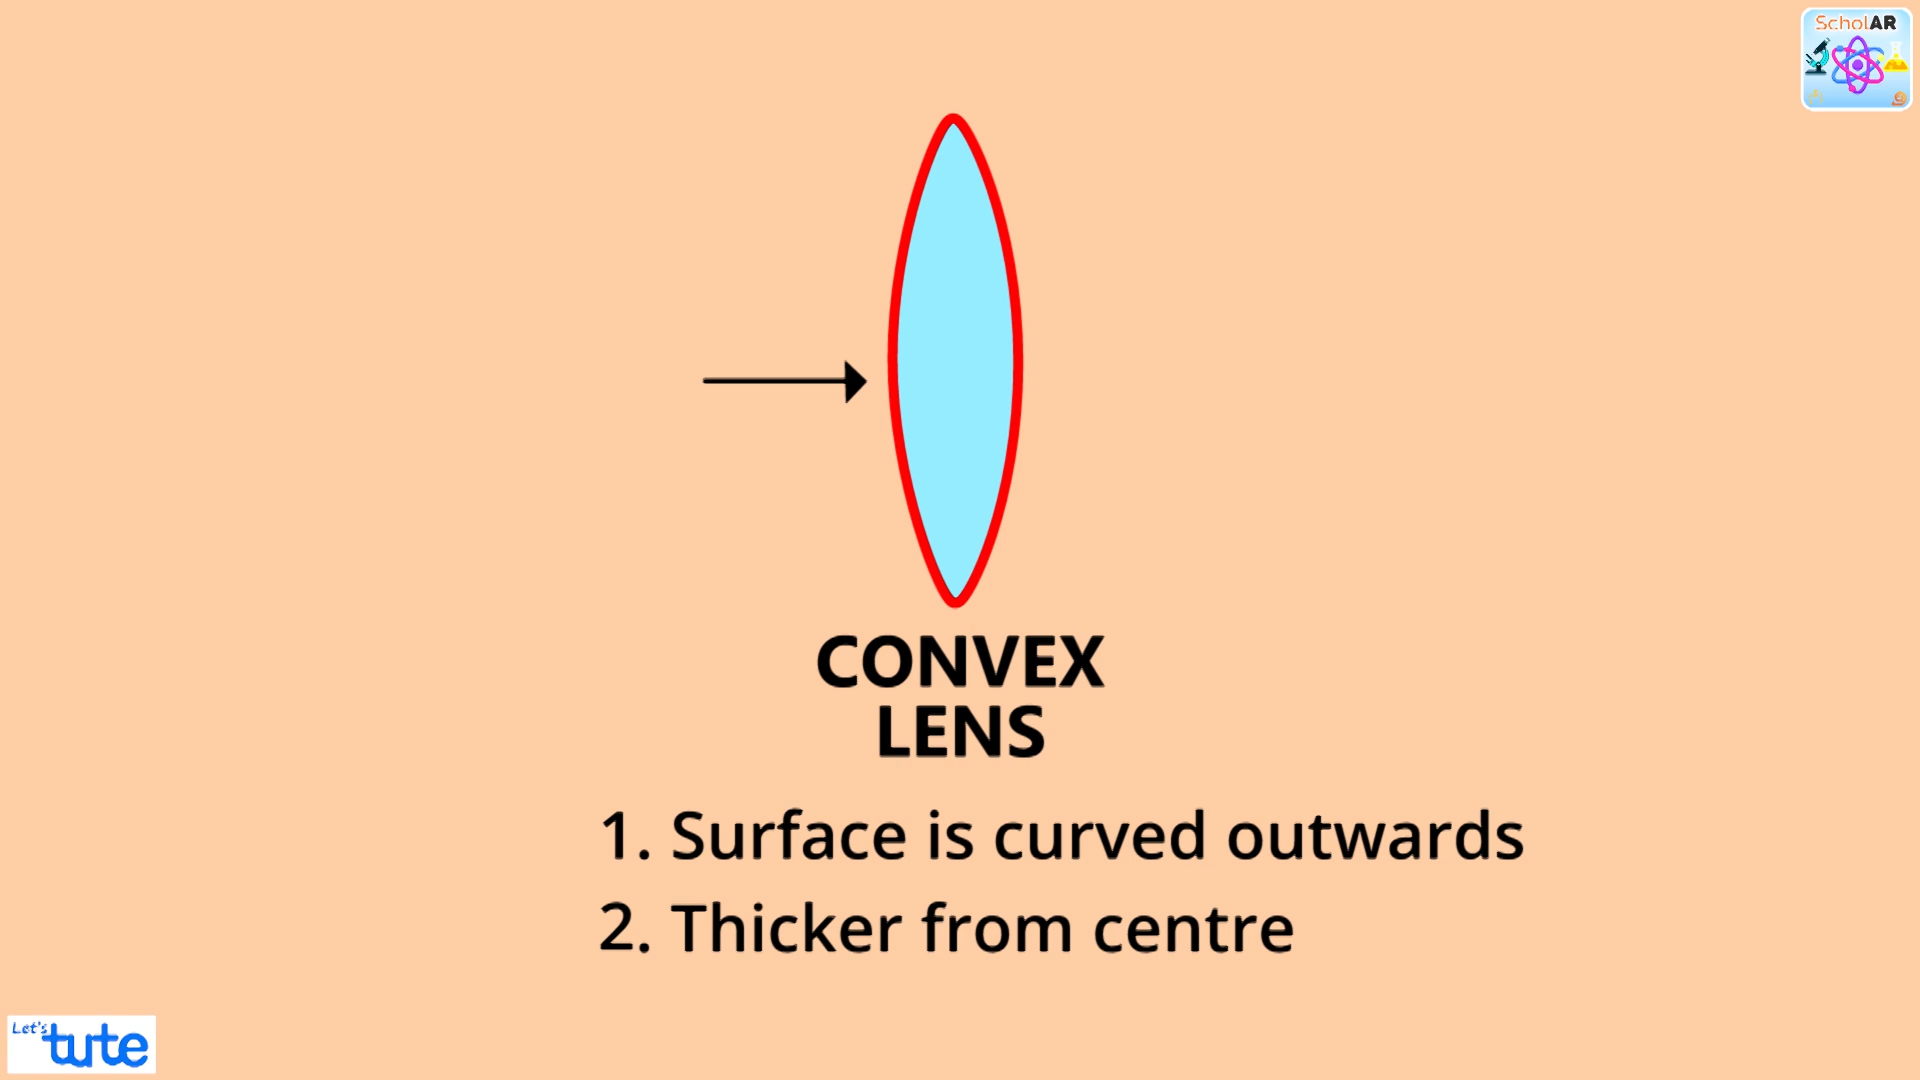 ScholAR
CONVEX
LENS
1. Surface is curved outwards
2. Thicker from centre
Let's
tute